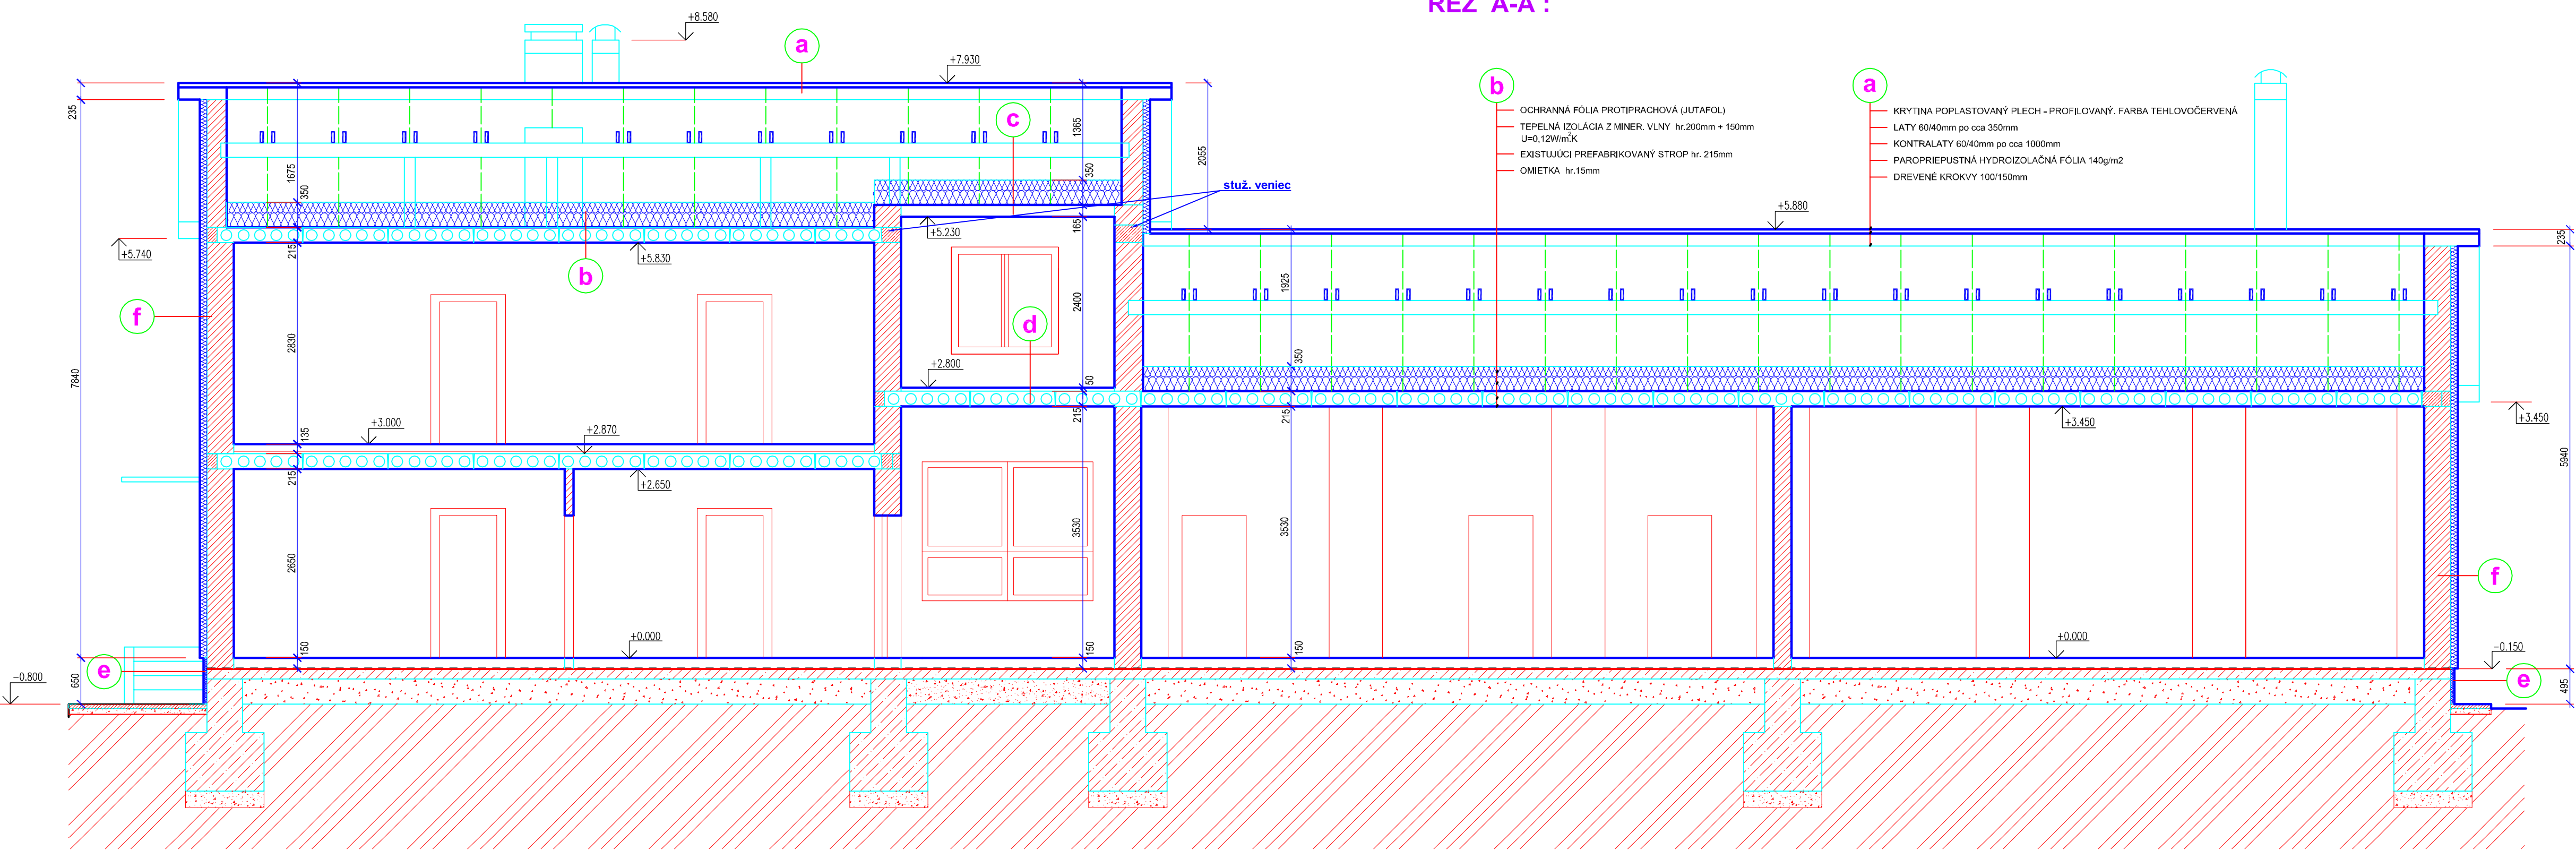 REZ A-A :
+8.580
a
+7.930
235
c
1365
b
a
OCHRANNÁ FÓLIA PROTIPRACHOVÁ (JUTAFOL)
TEPELNÁ IZOLÁCIA Z MINER. VLNY hr.200mm + 150mm
U=0,12W/m²K
EXISTUJÚCI PREFABRIKOVANÝ STROP hr. 215mm
OMIETKA hr.15mm
KRYTINA POPLASTOVANÝ PLECH - PROFILOVANÝ. FARBA TEHLOVOČERVENÁ
LATY 60/40mm po cca 350mm
KONTRALATY 60/40mm po cca 1000mm
PAROPRIEPUSTNÁ HYDROIZOLAČNÁ FÓLIA 140g/m2
DREVENÉ KROKVY 100/150mm
1675
350
350
2055
stuž. veniec
165
+5.880
+5.740
215
+5.830
+5.230
235
b
1925
f
d
2400
2830
7840
350
+2.800
50
+3.000
135
+2.870
215
215
+3.450
+3.450
215
+2.650
5940
2650
3530
3530
f
+0.000
150
150
150
+0.000
-0.150
e
e
-0.800
650
495